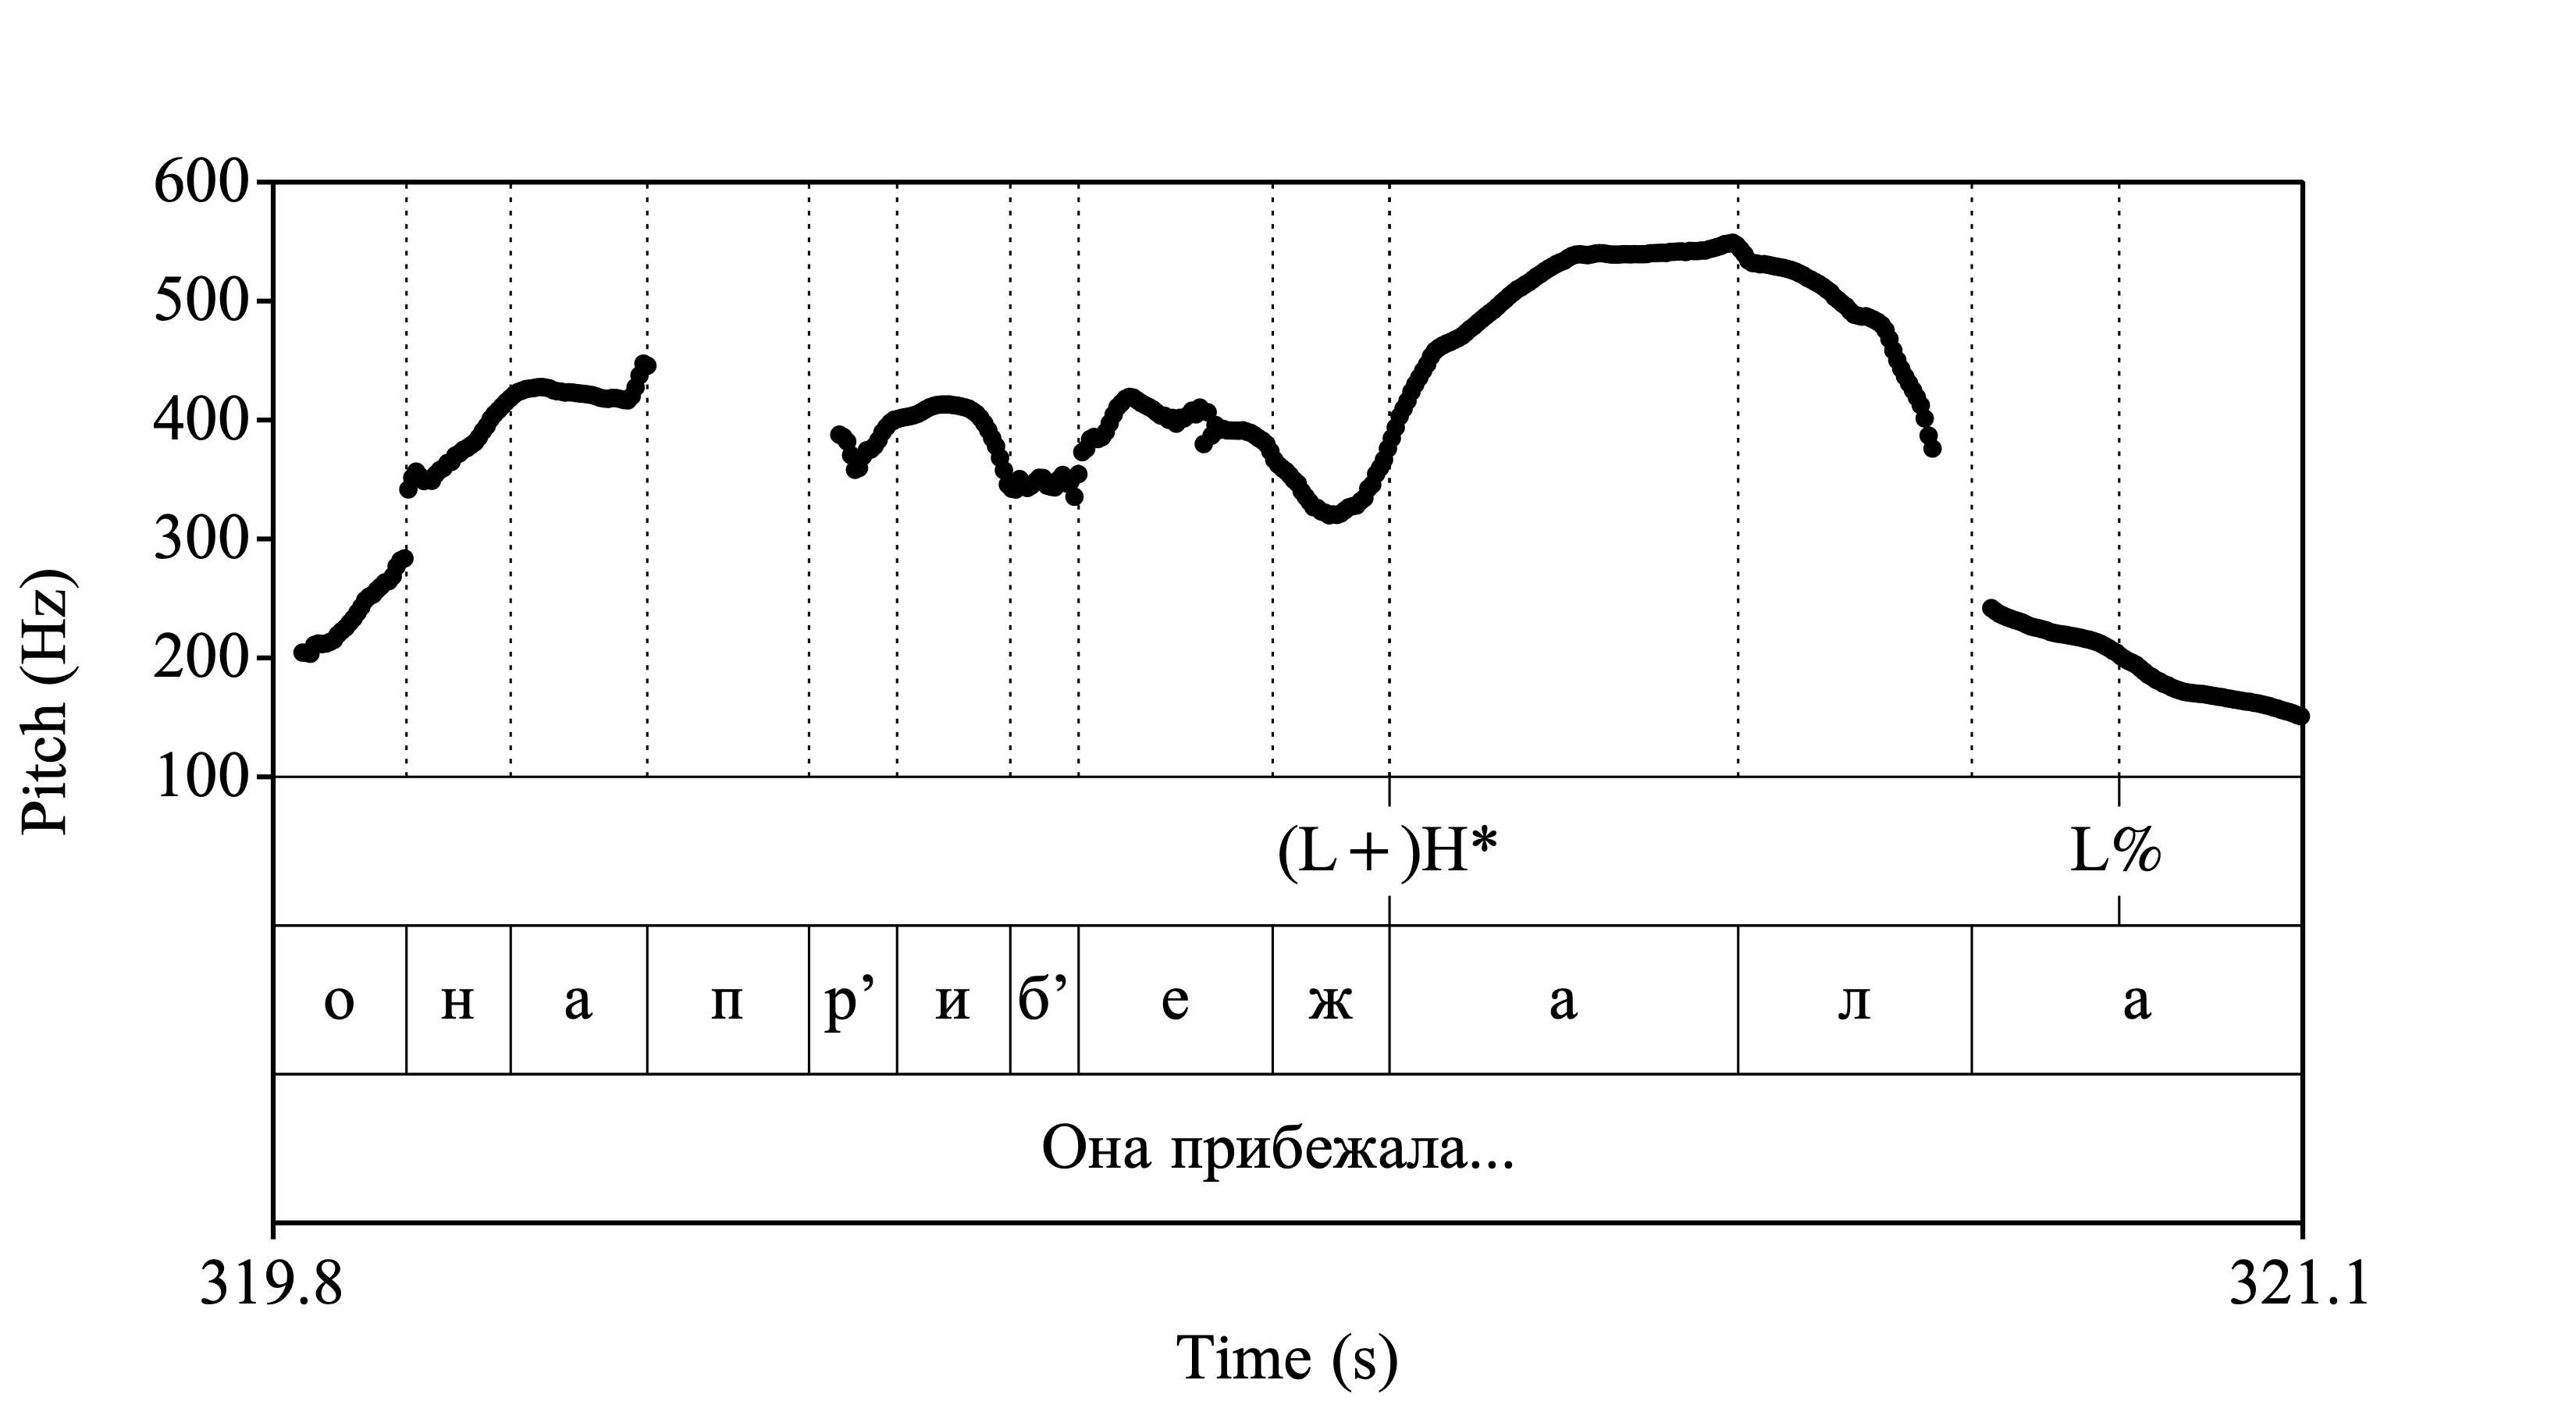 600
500
400
300
200
100
Pitch (Hz)
(L+)H* L%
о н а п р’ и б’ е ж а л а
Она прибежала...
319.8 321.1
Time (s)